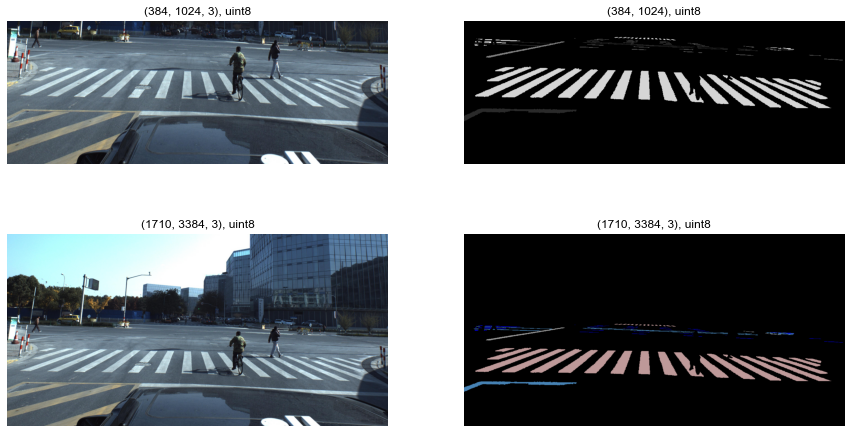 (384, 1024, 3), uint8
(384, 1024), uint8
(1710, 3384, 3), uint8
(1710, 3384, 3), uint8